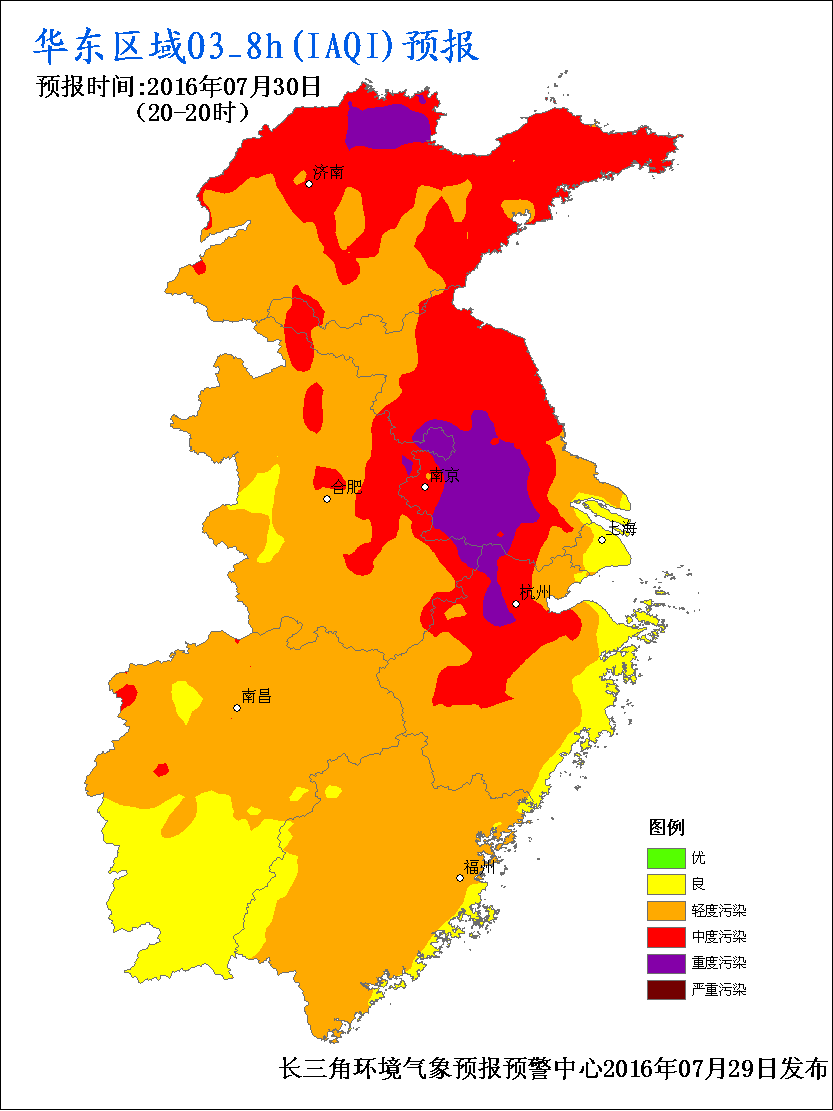 华东区域O3_8h(IAQI)预报
预报时间:2016年07月30日
(20-20时)
济南
南京
合肥
上海
杭州
南昌
福州
图例
优
良
轻度污染
中度污染
重度污染
严重污染
长三角环境气象预报预警中心2016年07月29日发布